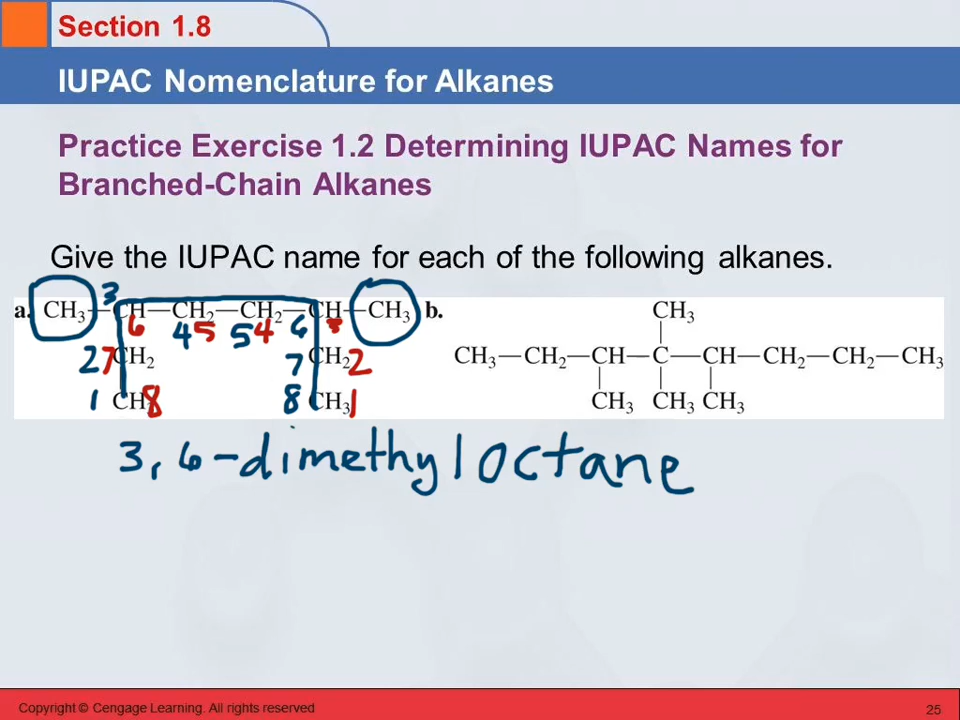 Section 1.8
IUPAC Nomenclature for Alkanes
Practice Exercise 1.2 Determining IUPAC Names for
Branched-Chain Alkanes
Give the IUPAC name for each of the following alkanes.
a. CH₃—CH—CH₂—CH₂—CH—CH₃
3 6 4 5 5 4 6 3
CH₂ CH₂
2 7 7 2
CH₃ CH₃
1 8 8 1
b. CH₃
CH₃—CH₂—CH—C—CH—CH₂—CH₂—CH₃
CH₃ CH₃ CH₃
3, 6-dimethyl octane
Copyright © Cengage Learning. All rights reserved
25